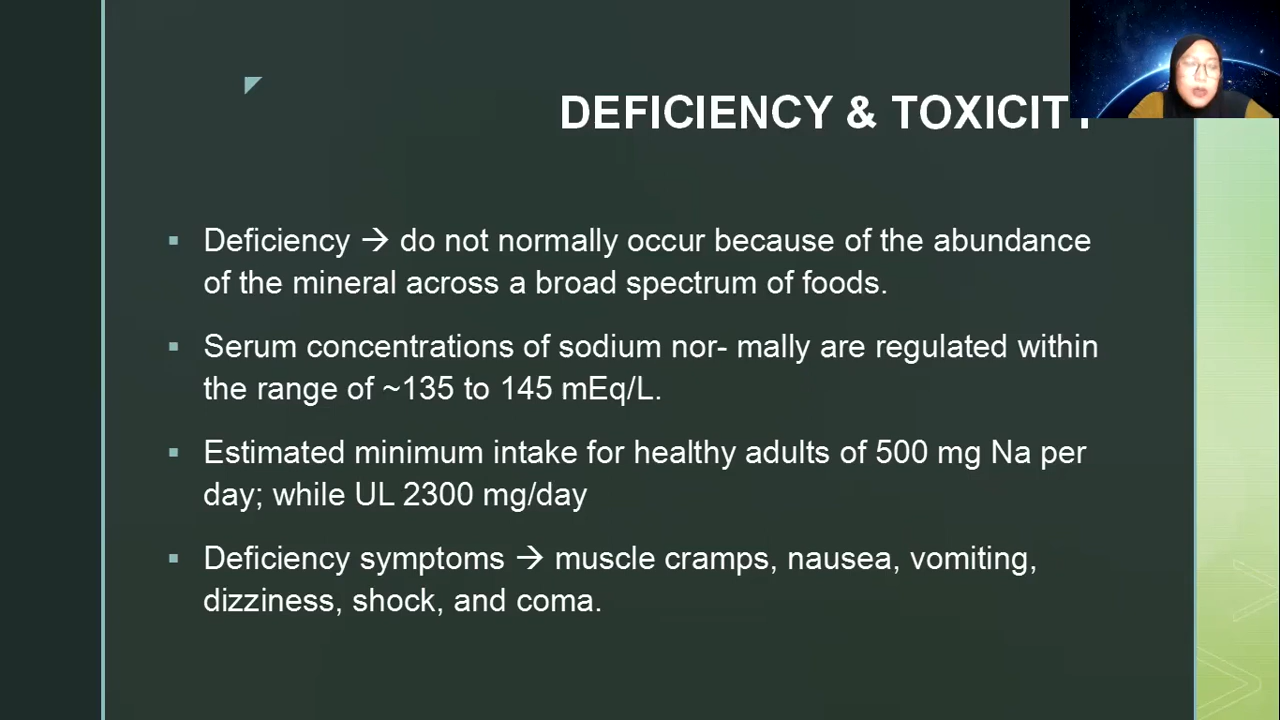 DEFICIENCY & TOXICITY
▪ Deficiency → do not normally occur because of the abundance
of the mineral across a broad spectrum of foods.
▪ Serum concentrations of sodium nor- mally are regulated within
the range of ~135 to 145 mEq/L.
▪ Estimated minimum intake for healthy adults of 500 mg Na per
day; while UL 2300 mg/day
▪ Deficiency symptoms → muscle cramps, nausea, vomiting,
dizziness, shock, and coma.